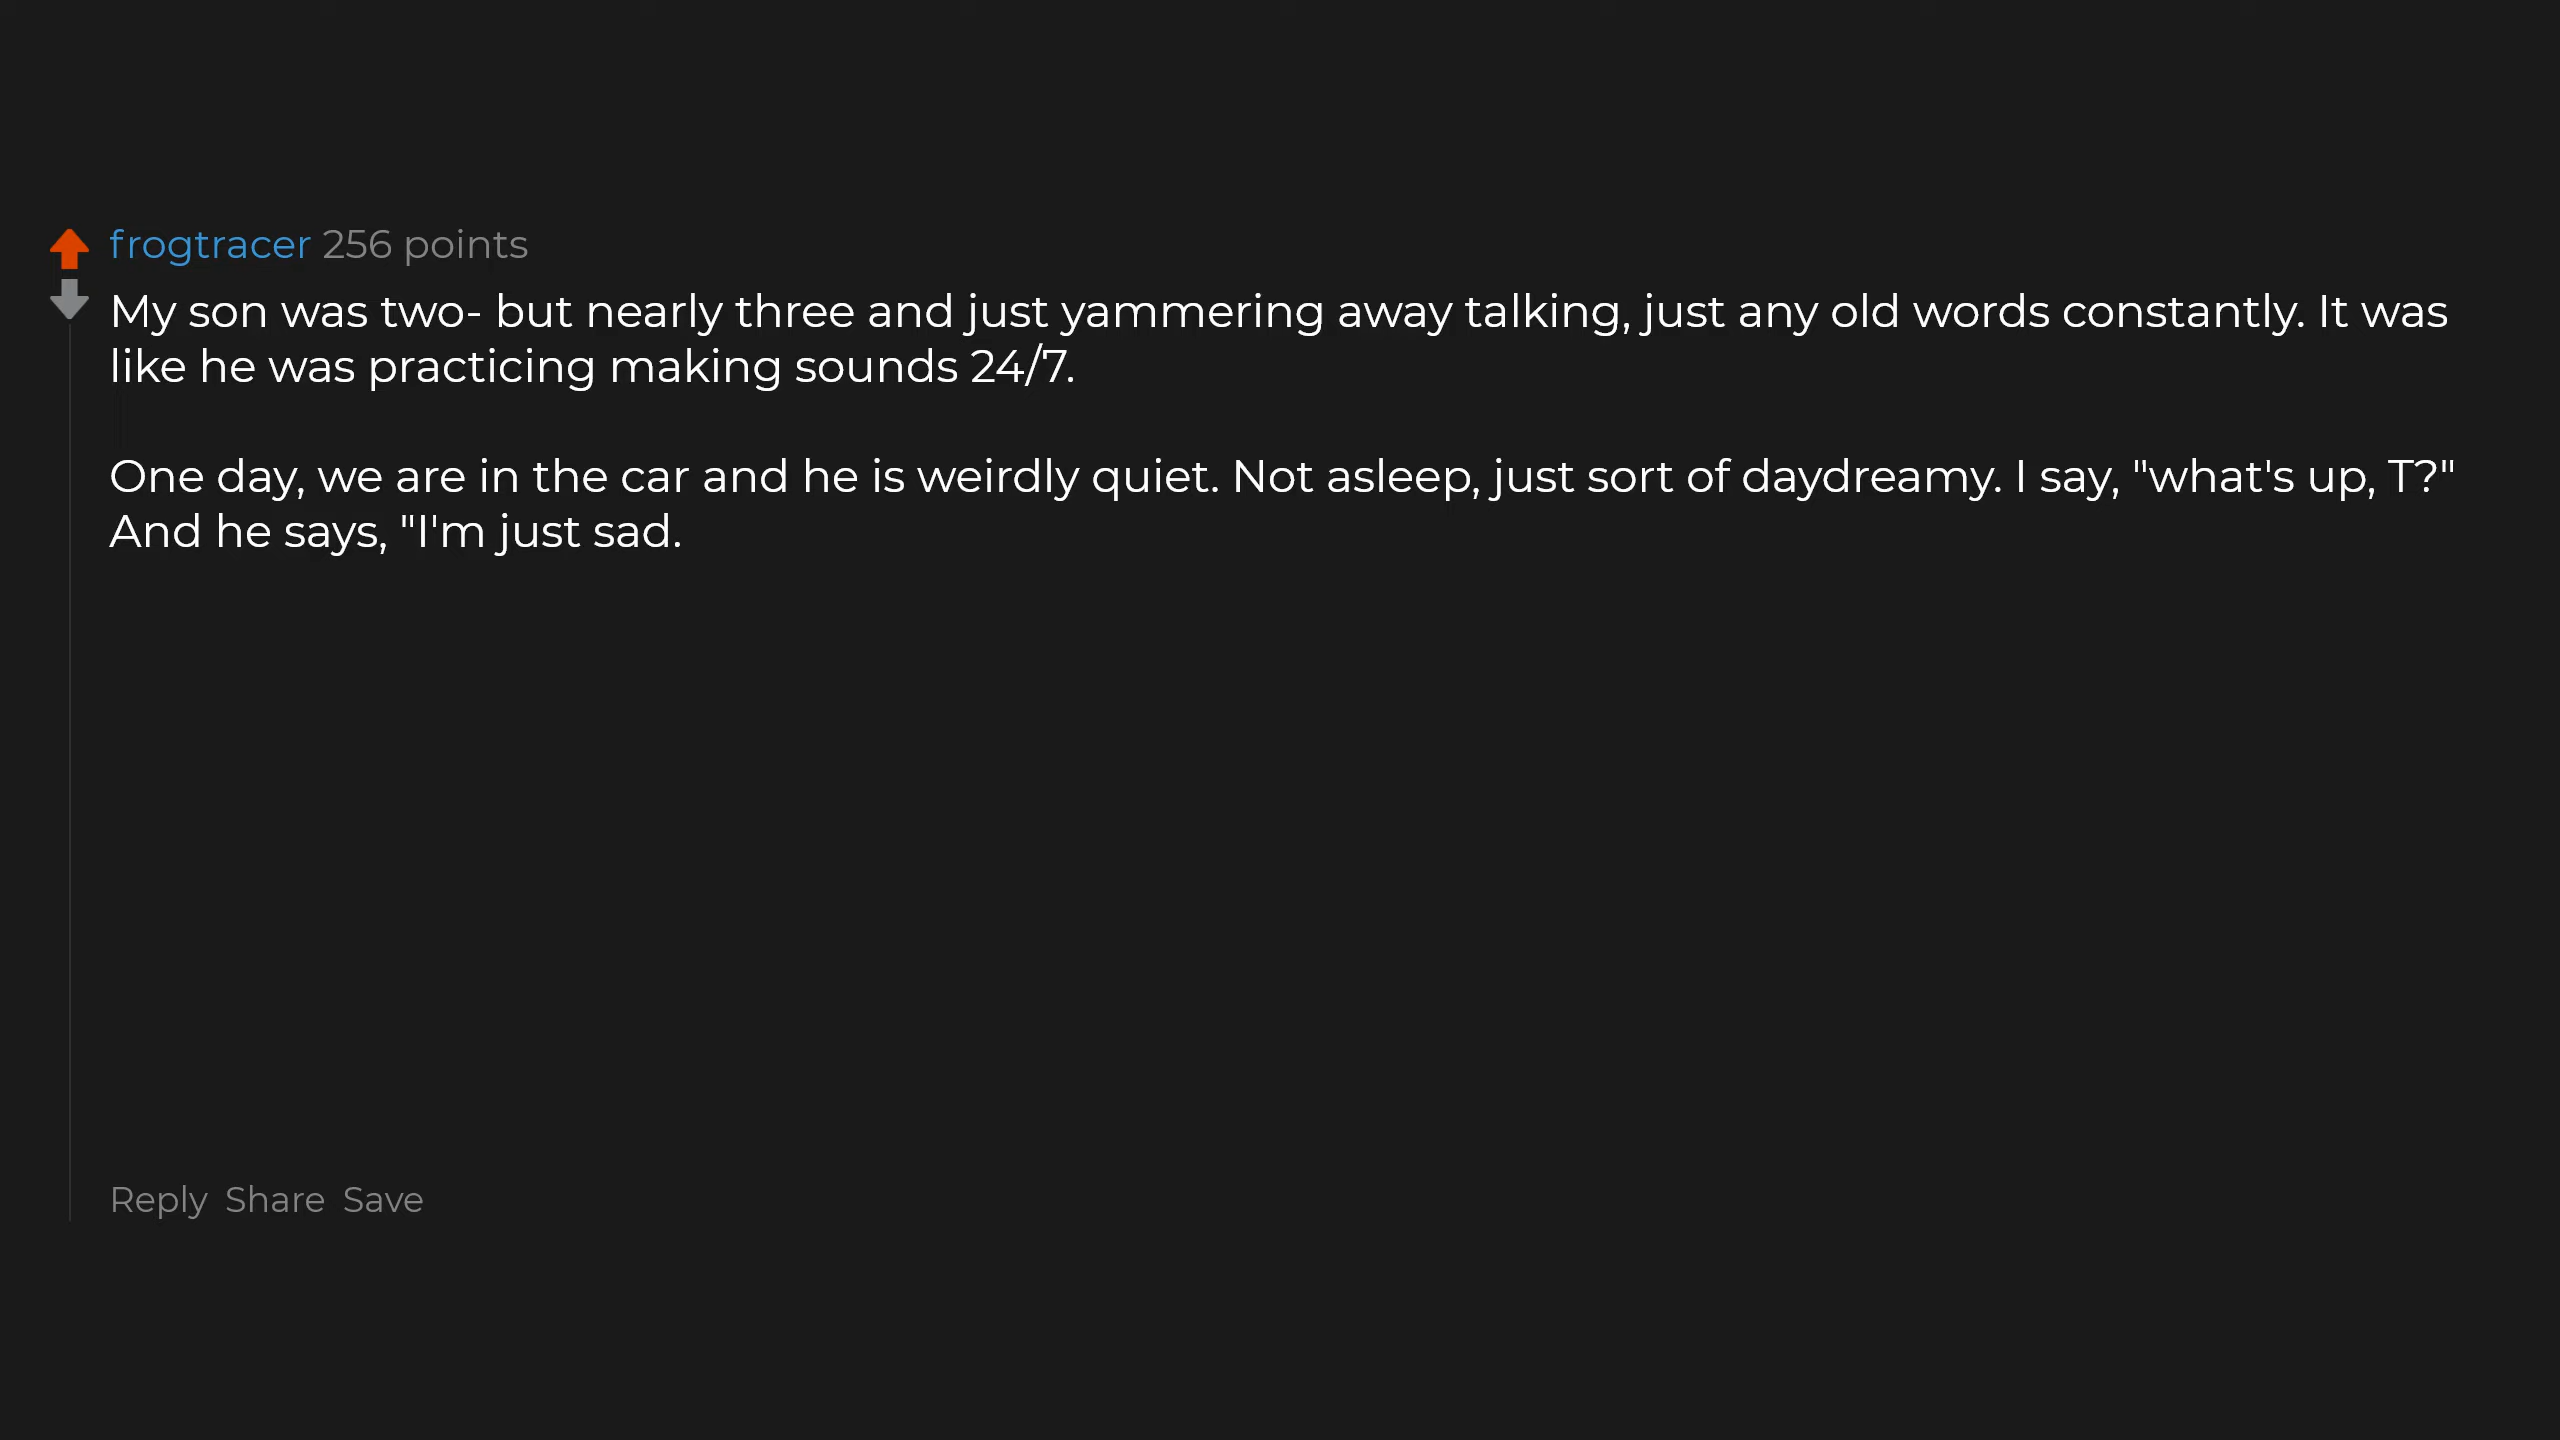 frogtracer 256 points
My son was two- but nearly three and just yammering away talking, just any old words constantly. It was
like he was practicing making sounds 24/7.
One day, we are in the car and he is weirdly quiet. Not asleep, just sort of daydreamy. I say, "what's up, T?"
And he says, "I'm just sad.
Reply Share Save